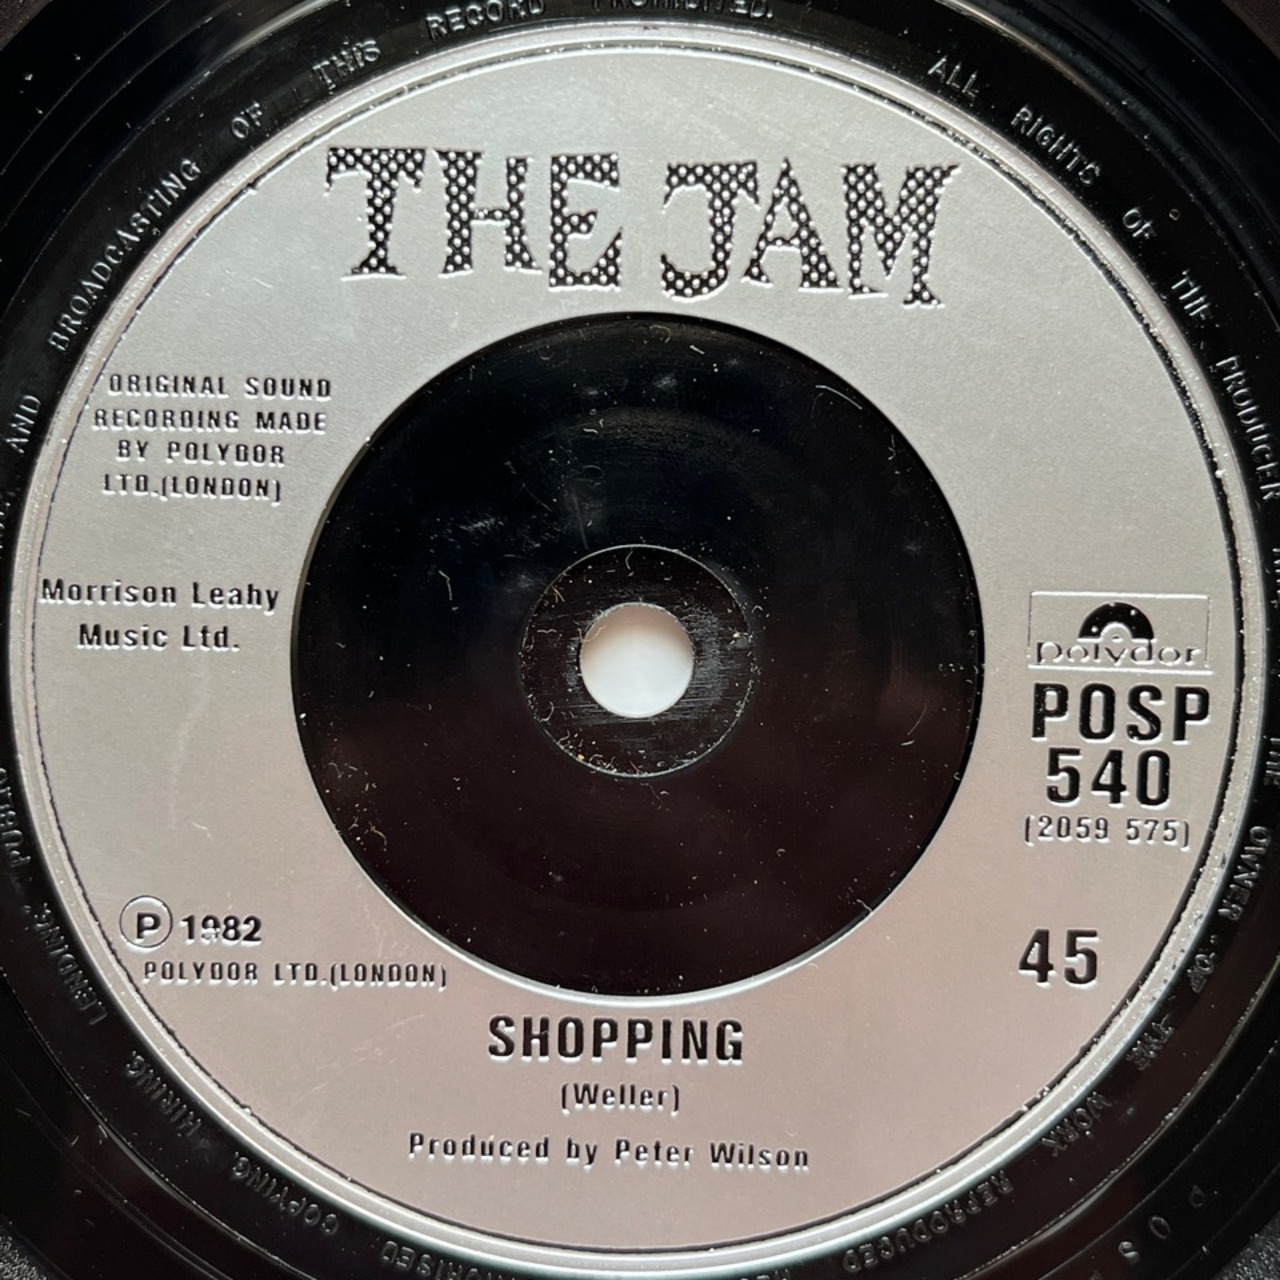 THE JAM
ORIGINAL SOUND
RECORDING MADE
BY POLYDOR
LTD.(LONDON)
Morrison Leahy
Music Ltd.
polydor
POSP
540
(2059 575)
45
Ⓟ 1982
POLYDOR LTD.(LONDON)
SHOPPING
(Weller)
Produced by Peter Wilson
ALL RIGHTS OF THE PRODUCER
OWNER OF THE WORK REPRODUCED
COPYING HIRING LENDING
AND BROADCASTING OF THIS RECORD PROHIBITED.